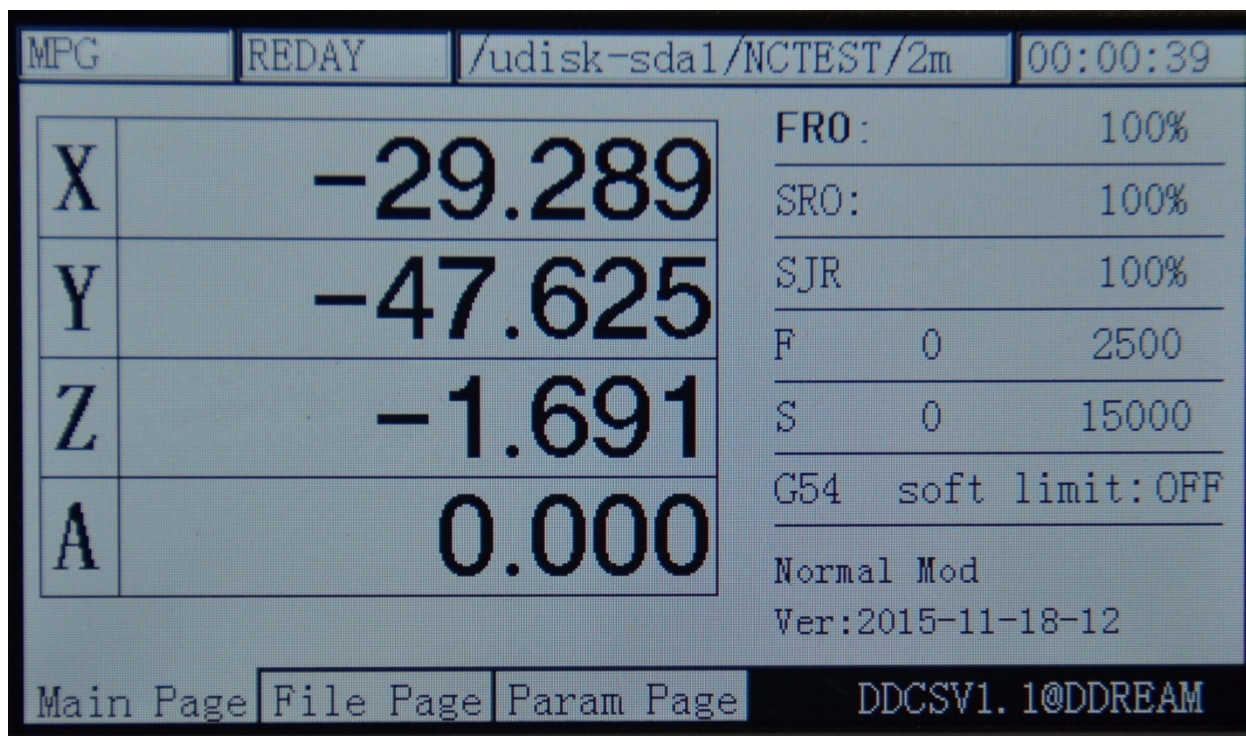 MPG REDAY /udisk-sda1/NCTEST/2m 00:00:39
X -29.289
Y -47.625
Z -1.691
A 0.000
FRO: 100%
SRO: 100%
SJR 100%
F 0 2500
S 0 15000
G54 soft limit:OFF
Normal Mod
Ver:2015-11-18-12
Main Page File Page Param Page DDCSV1.1@DDREAM